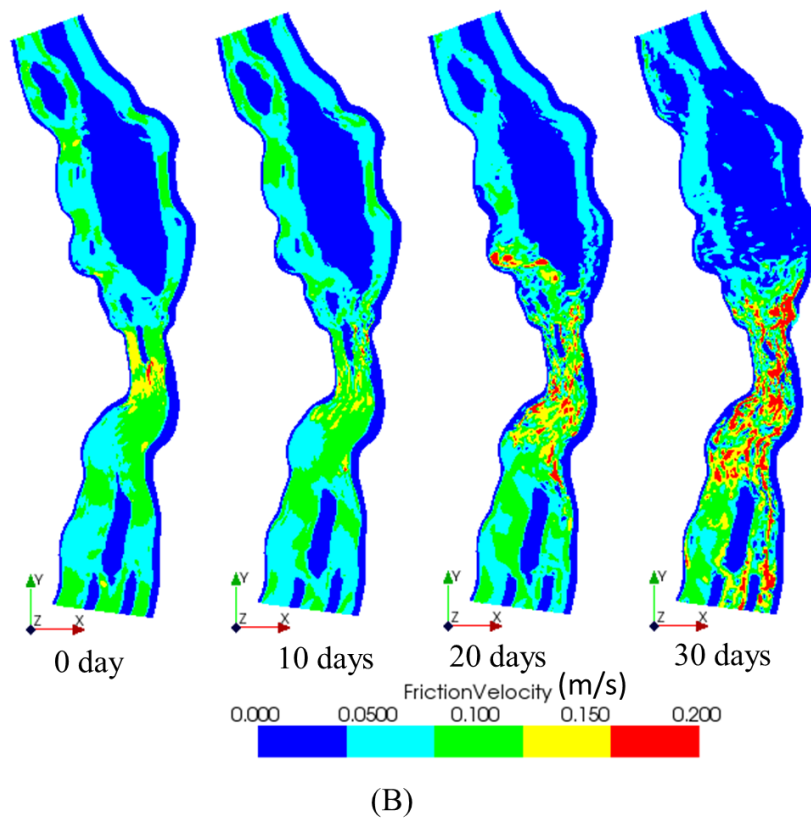 Y Y Y Y
Z X Z X Z X Z X
0 day 10 days 20 days 30 days
FrictionVelocity (m/s)
0.000 0.0500 0.100 0.150 0.200
(B)